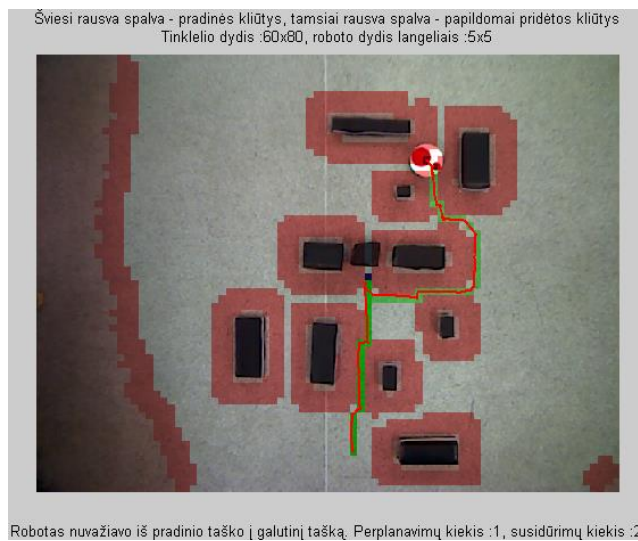 Šviesi rausva spalva - pradinės kliūtys, tamsiai rausva spalva - papildomai pridėtos kliūtys
Tinklelio dydis :60x80, roboto dydis langeliais :5x5
Robotas nuvažiavo iš pradinio taško į galutinį tašką. Perplanavimų kiekis :1, susidūrimų kiekis :2